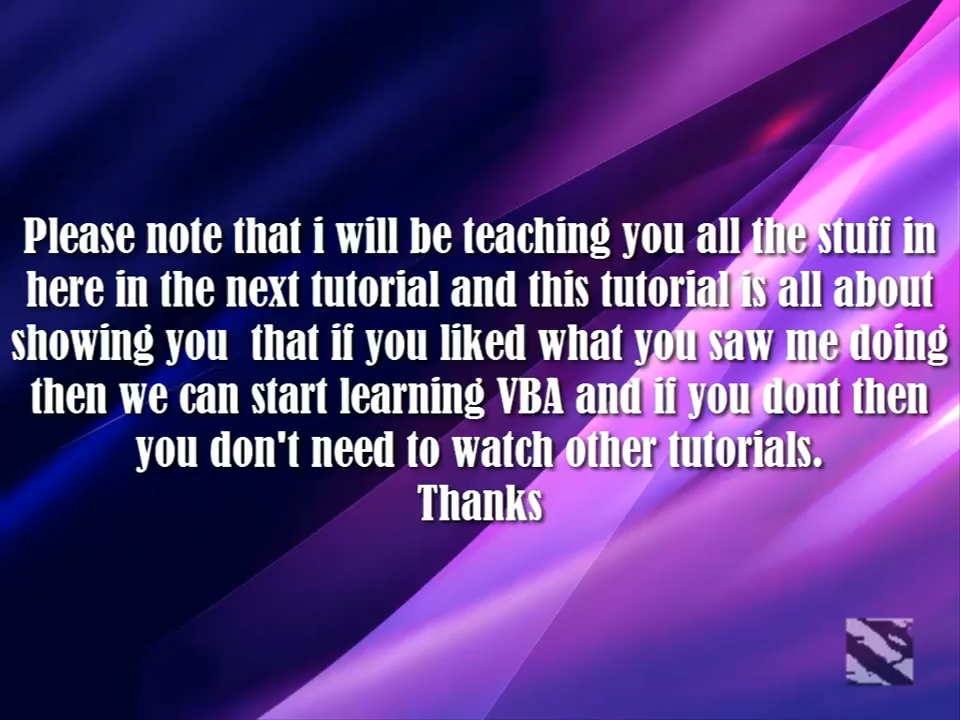 Please note that i will be teaching you all the stuff in
here in the next tutorial and this tutorial is all about
showing you  that if you liked what you saw me doing
then we can start learning VBA and if you dont then
you don't need to watch other tutorials.
Thanks